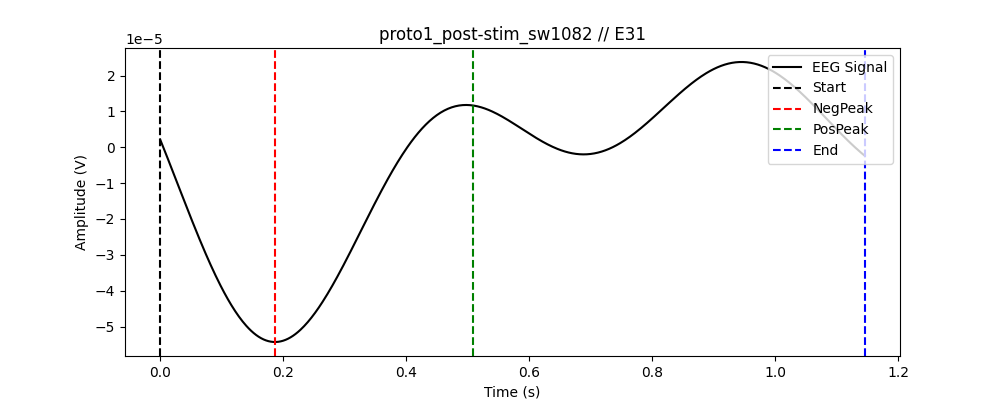 proto1_post-stim_sw1082 // E31
1e−5
EEG Signal
Start
NegPeak
PosPeak
End
2
1
0
−1
−2
−3
−4
−5
Amplitude (V)
0.0 0.2 0.4 0.6 0.8 1.0 1.2
Time (s)